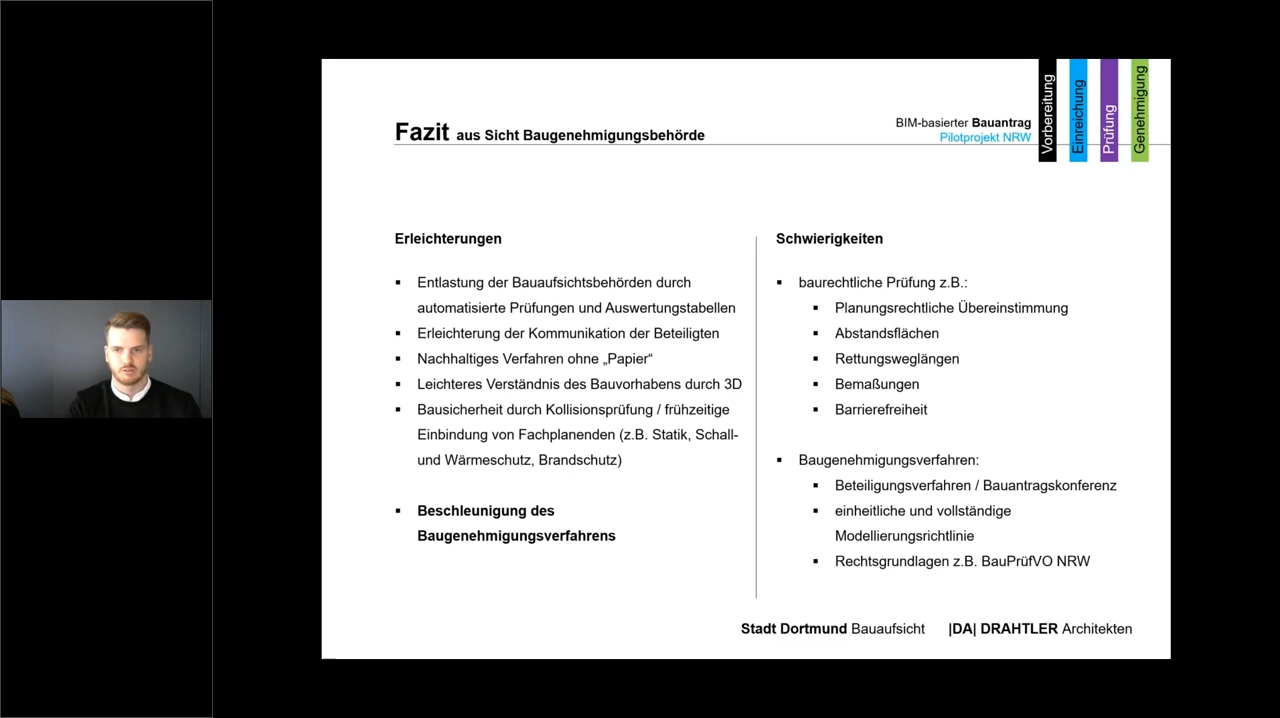 Fazit aus Sicht Baugenehmigungsbehörde
BIM-basierter Bauantrag
Pilotprojekt NRW
Vorbereitung
Einreichung
Prüfung
Genehmigung
Erleichterungen
▪ Entlastung der Bauaufsichtsbehörden durch
automatisierte Prüfungen und Auswertungstabellen
▪ Erleichterung der Kommunikation der Beteiligten
▪ Nachhaltiges Verfahren ohne „Papier“
▪ Leichteres Verständnis des Bauvorhabens durch 3D
▪ Bausicherheit durch Kollisionsprüfung / frühzeitige
Einbindung von Fachplanenden (z.B. Statik, Schall-
und Wärmeschutz, Brandschutz)
▪ Beschleunigung des
Baugenehmigungsverfahrens
Schwierigkeiten
▪ baurechtliche Prüfung z.B.:
▪ Planungsrechtliche Übereinstimmung
▪ Abstandsflächen
▪ Rettungsweglängen
▪ Bemaßungen
▪ Barrierefreiheit
▪ Baugenehmigungsverfahren:
▪ Beteiligungsverfahren / Bauantragskonferenz
▪ einheitliche und vollständige
Modellierungsrichtlinie
▪ Rechtsgrundlagen z.B. BauPrüfVO NRW
Stadt Dortmund Bauaufsicht |DA| DRAHTLER Architekten